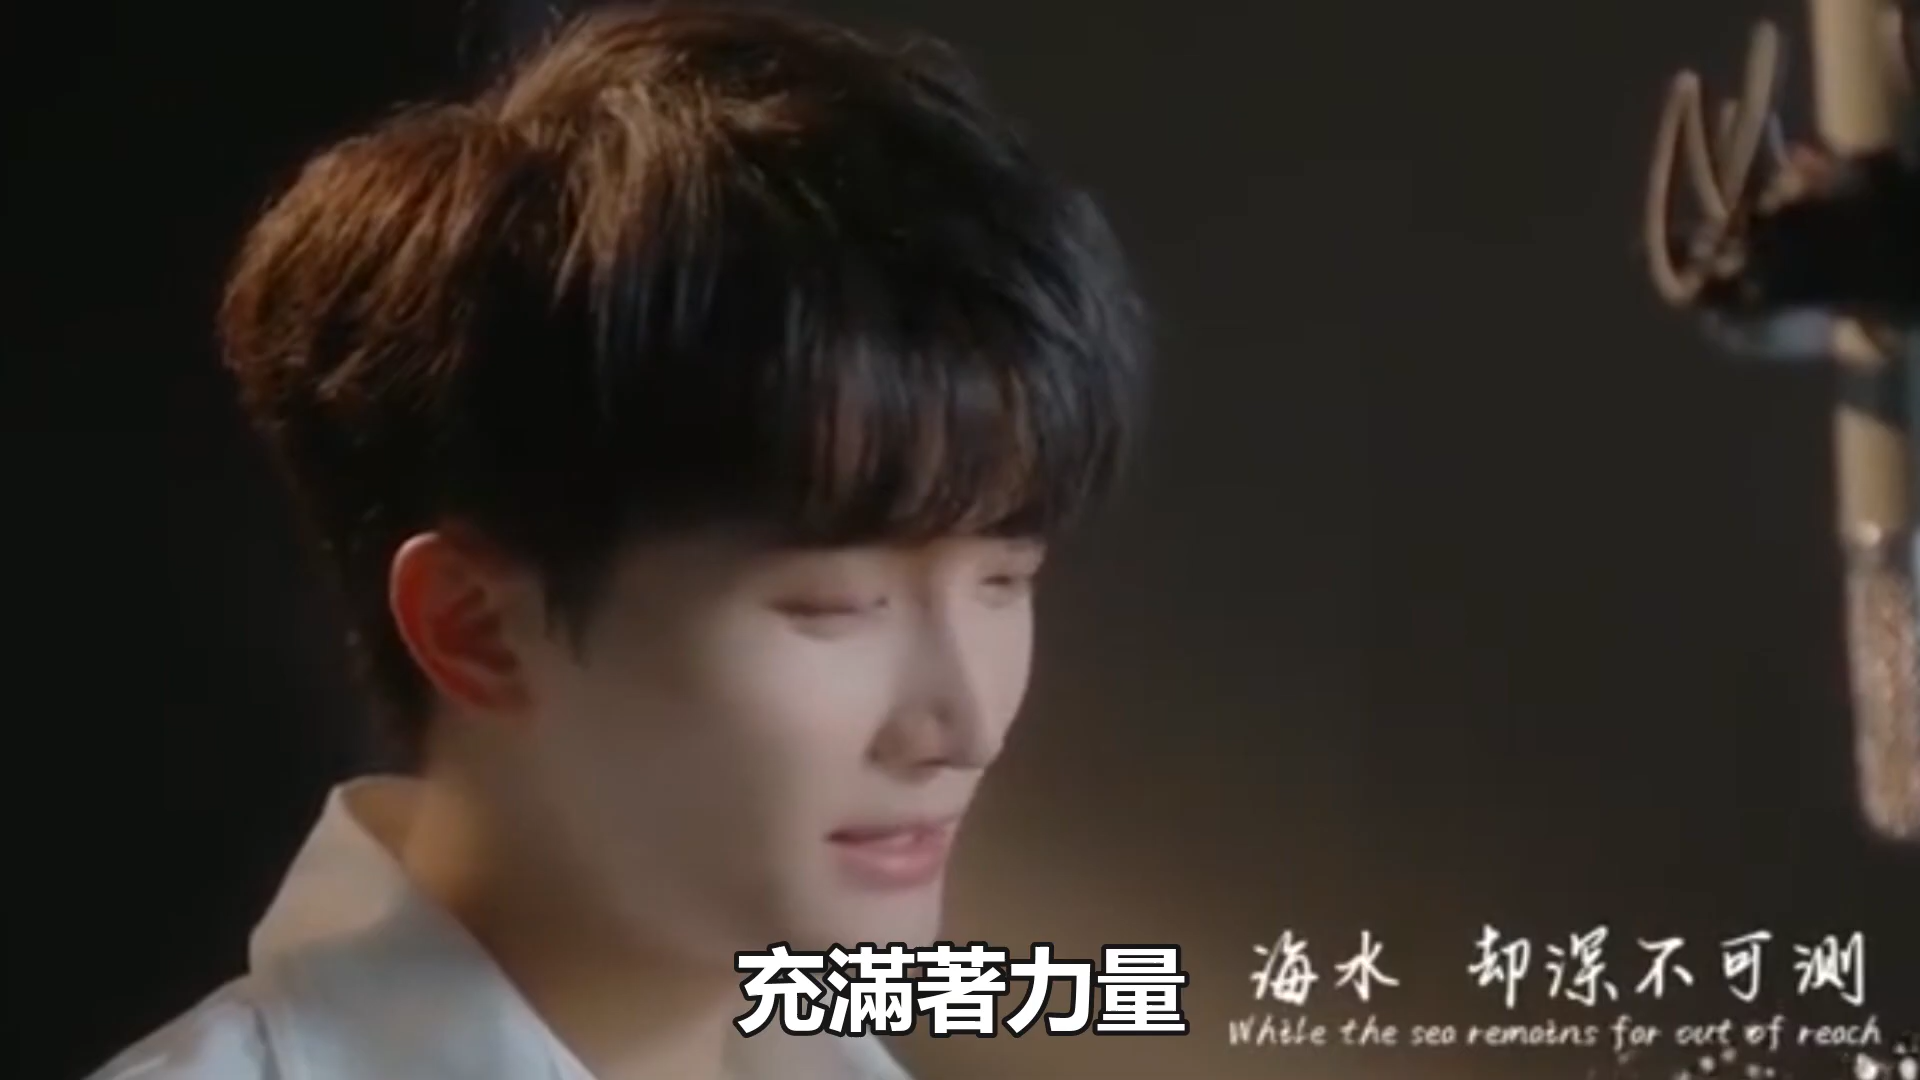 充滿著力量
海水 却深不可测
While the sea remains far out of reach